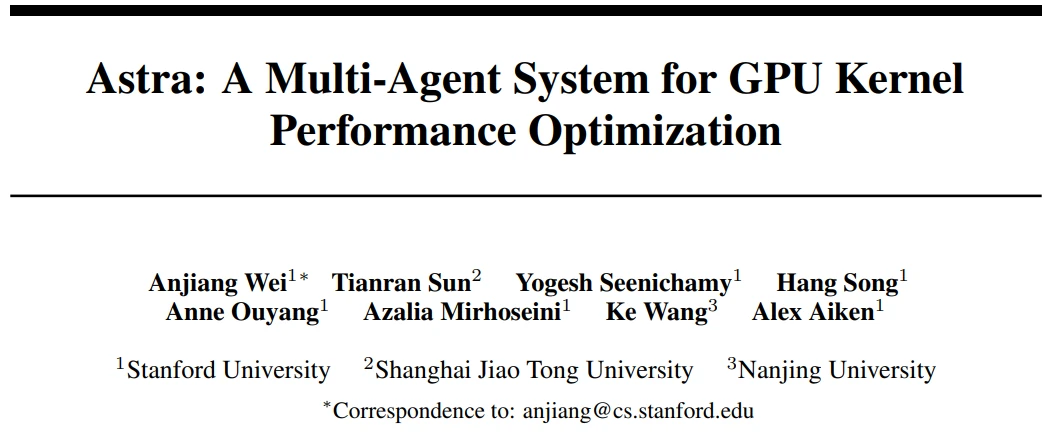 Astra: A Multi-Agent System for GPU Kernel
Performance Optimization
Anjiang Wei¹* Tianran Sun² Yogesh Seenichamy¹ Hang Song¹
Anne Ouyang¹ Azalia Mirhoseini¹ Ke Wang³ Alex Aiken¹
¹Stanford University ²Shanghai Jiao Tong University ³Nanjing University
*Correspondence to: anjiang@cs.stanford.edu